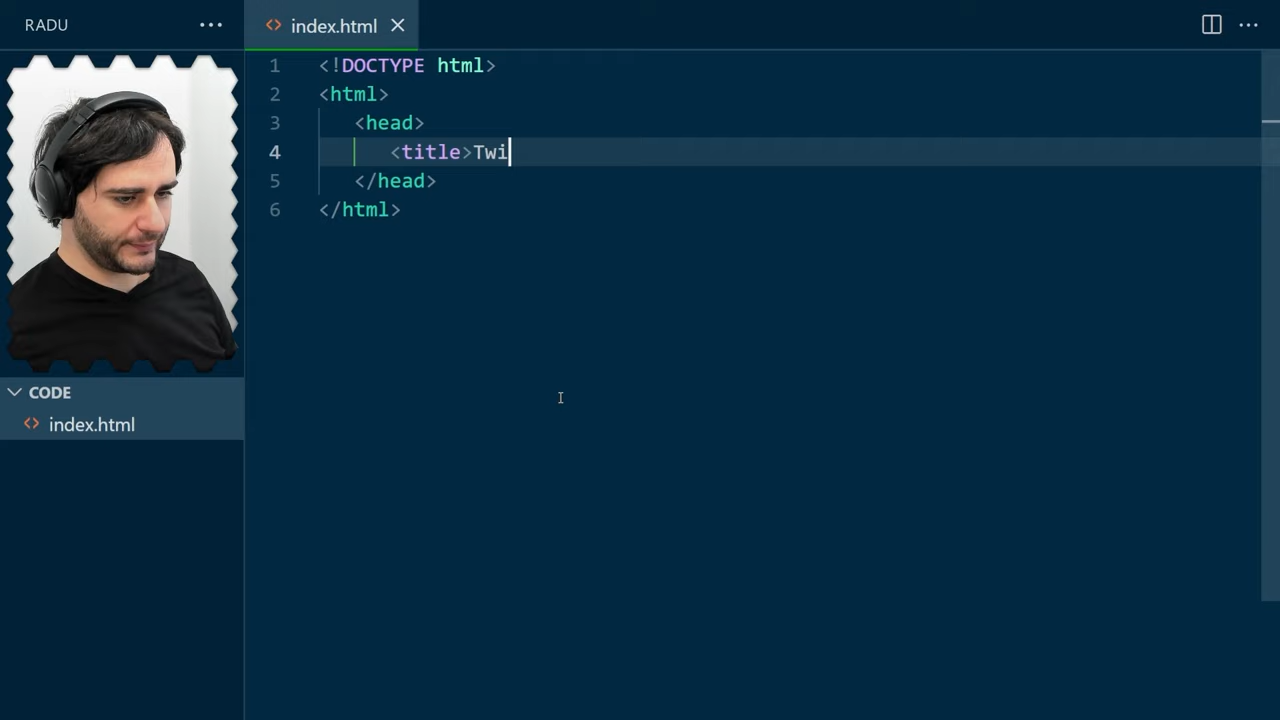 RADU
index.html
1 <!DOCTYPE html>
2 <html>
3 <head>
4 <title>Twi
5 </head>
6 </html>
CODE
index.html